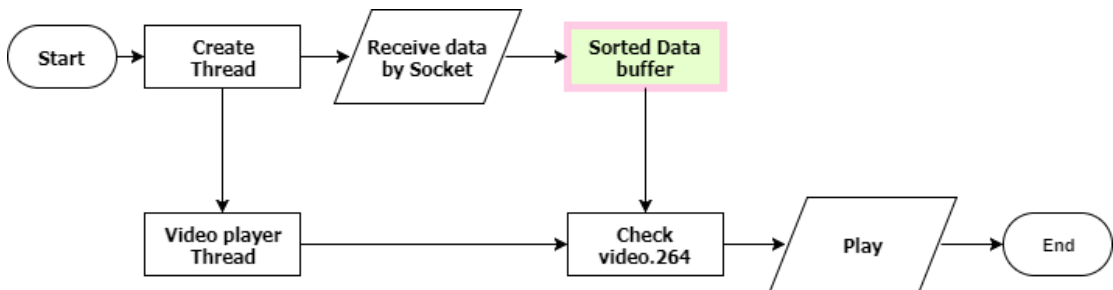 Start
Create
Thread
Receive data
by Socket
Sorted Data
buffer
Video player
Thread
Check
video.264
Play
End